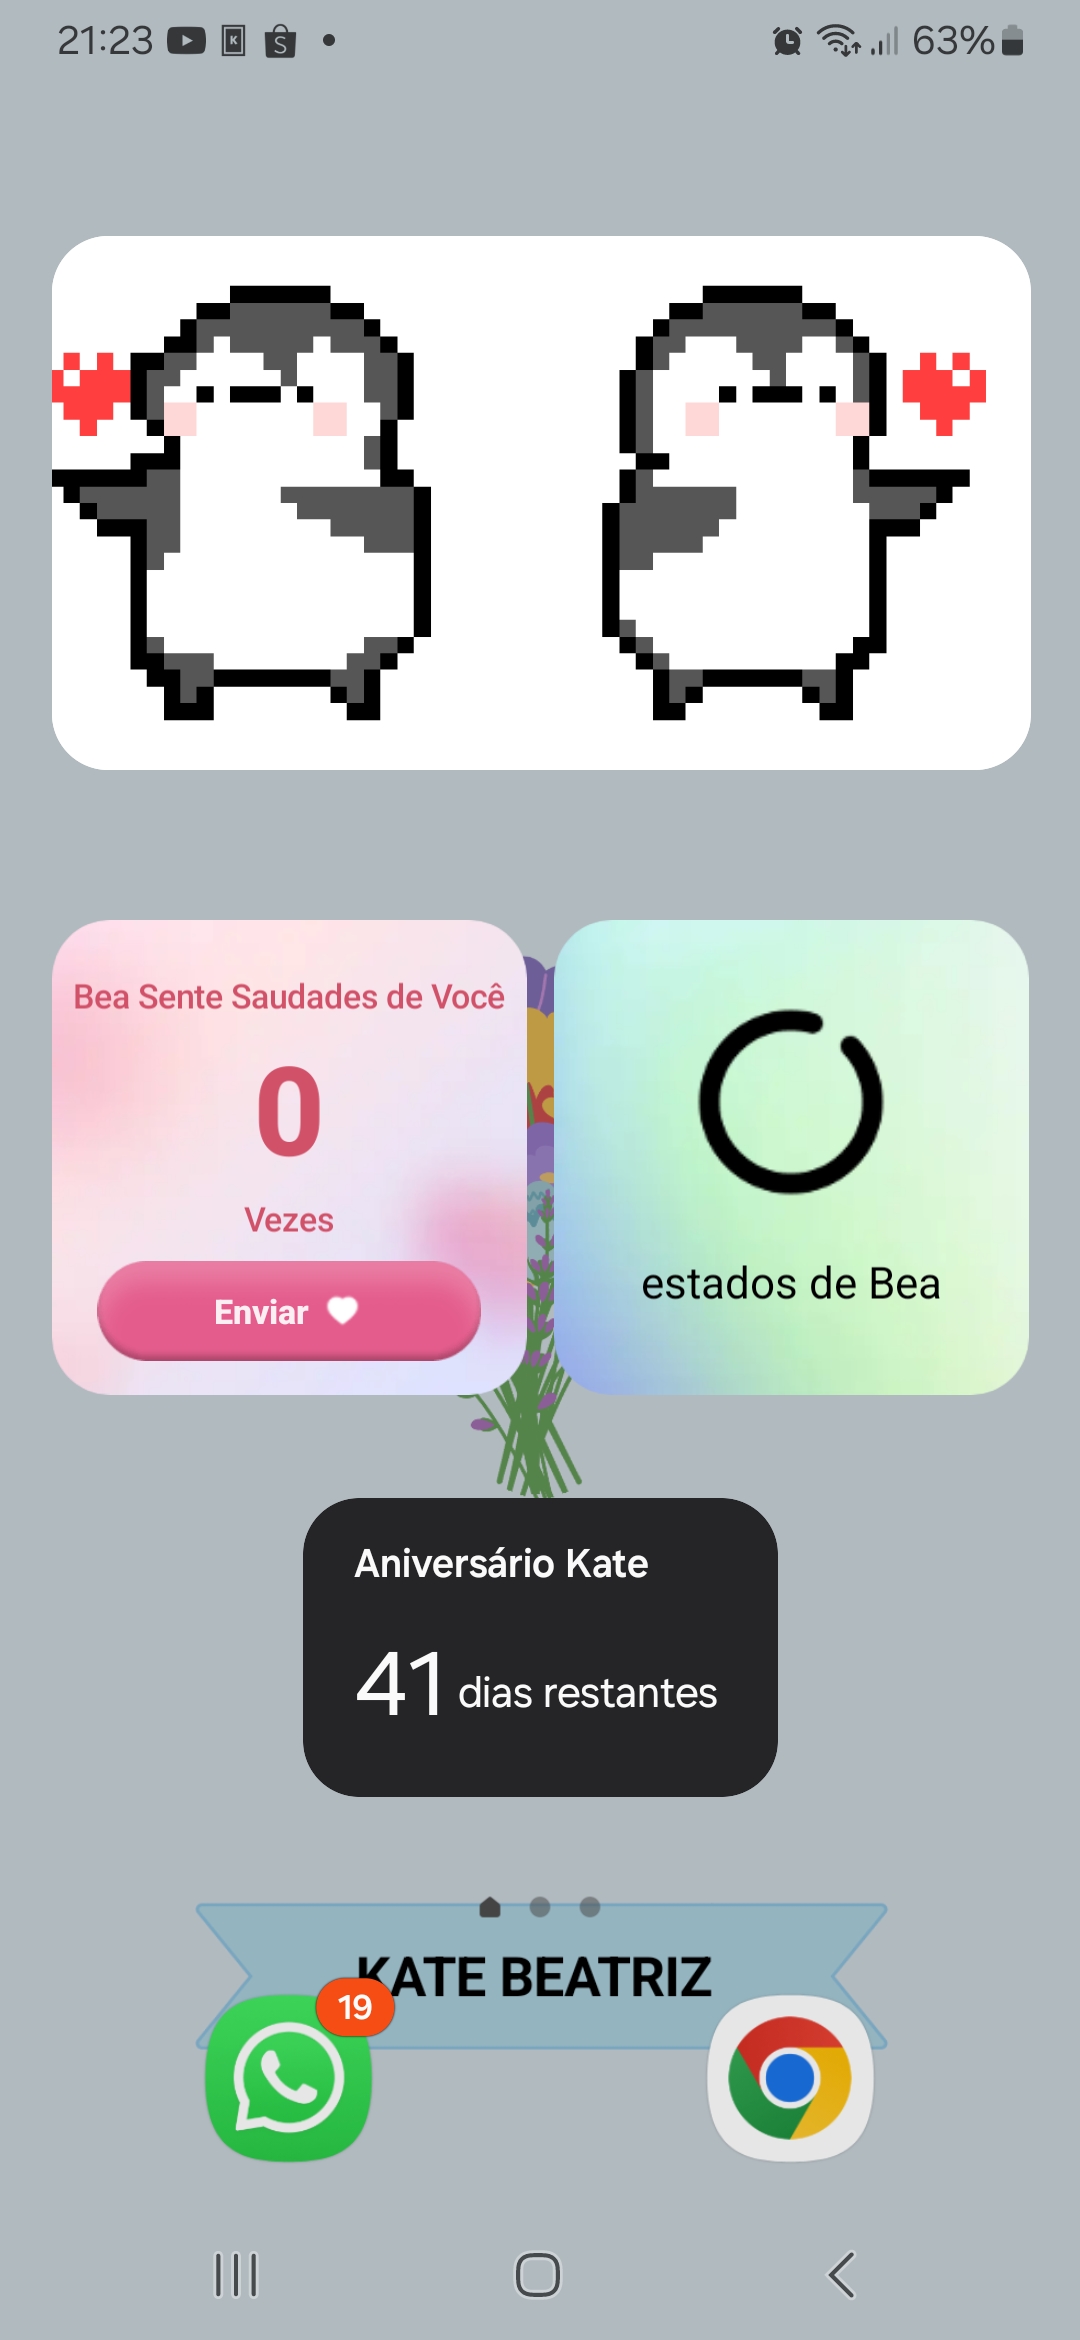 21:23
63%
Bea Sente Saudades de Você
0
Vezes
Enviar
estados de Bea
Aniversário Kate
41 dias restantes
KATE BEATRIZ
19